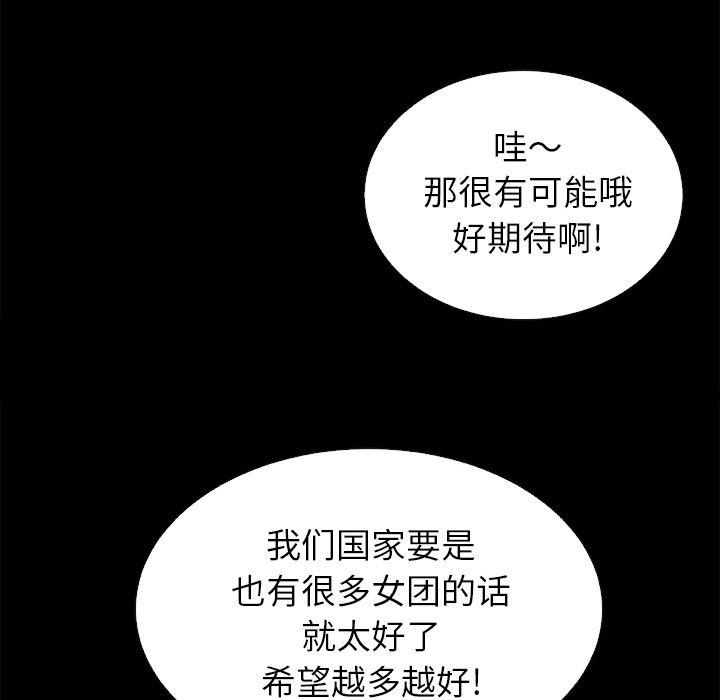 哇～
那很有可能哦
好期待啊!
我们国家要是
也有很多女团的话
就太好了
希望越多越好!